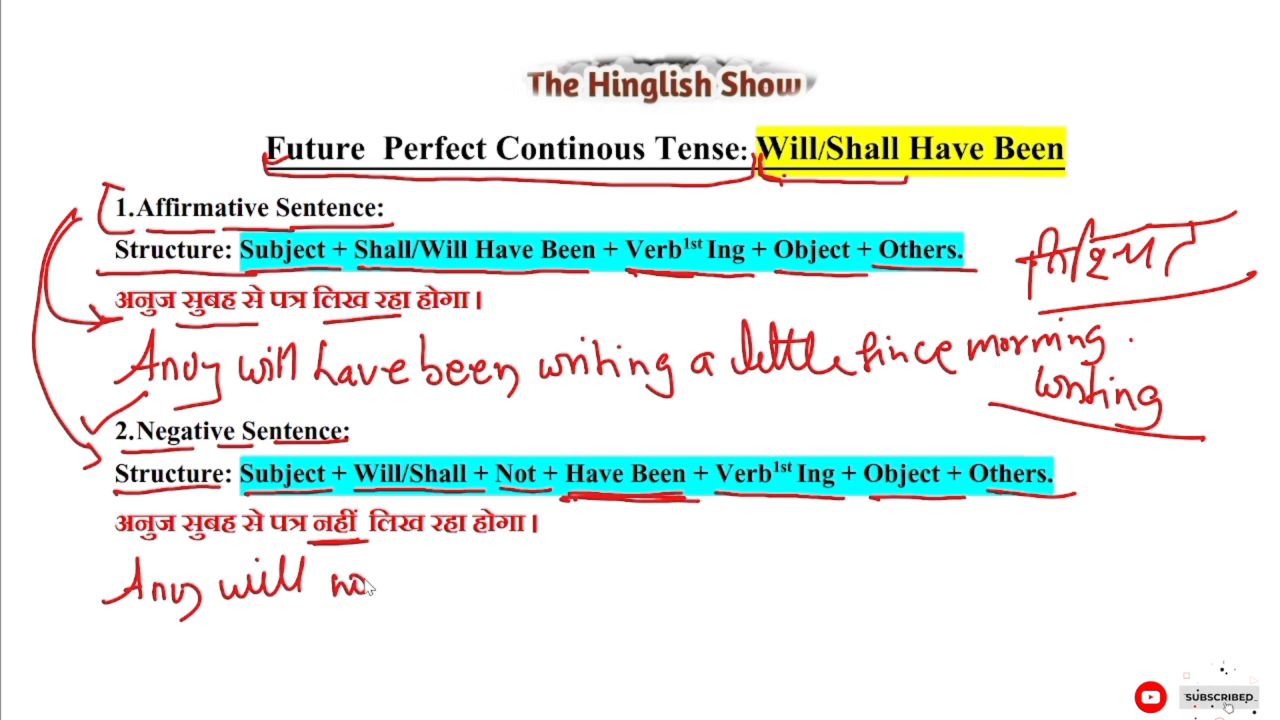 The Hinglish Show
Future Perfect Continous Tense: Will/Shall Have Been
1.Affirmative Sentence:
Structure: Subject + Shall/Will Have Been + Verb1st Ing + Object + Others.
अनुज सुबह से पत्र लिख रहा होगा।
Anuj will have been writing a lettle since morning.
writing
2.Negative Sentence:
Structure: Subject + Will/Shall + Not + Have Been + Verb1st Ing + Object + Others.
अनुज सुबह से पत्र नहीं लिख रहा होगा।
Anuj will no
SUBSCRIBED